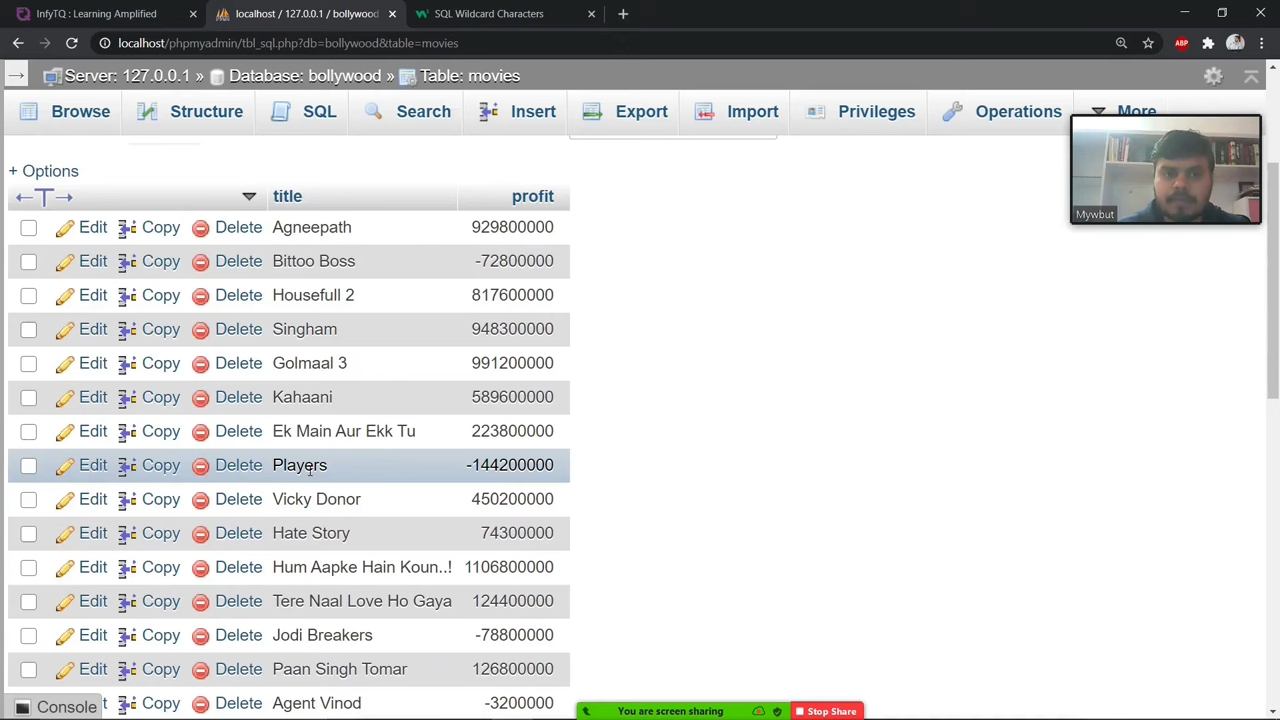 InfyTQ : Learning Amplified
localhost / 127.0.0.1 / bollywood
SQL Wildcard Characters
localhost/phpmyadmin/tbl_sql.php?db=bollywood&table=movies
ABP
Server: 127.0.0.1 » Database: bollywood » Table: movies
Browse Structure SQL Search Insert Export Import Privileges Operations More
Mywbut
+ Options
title profit
Edit Copy Delete Agneepath 929800000
Edit Copy Delete Bittoo Boss -72800000
Edit Copy Delete Housefull 2 817600000
Edit Copy Delete Singham 948300000
Edit Copy Delete Golmaal 3 991200000
Edit Copy Delete Kahaani 589600000
Edit Copy Delete Ek Main Aur Ekk Tu 223800000
Edit Copy Delete Players -144200000
Edit Copy Delete Vicky Donor 450200000
Edit Copy Delete Hate Story 74300000
Edit Copy Delete Hum Aapke Hain Koun..! 1106800000
Edit Copy Delete Tere Naal Love Ho Gaya 124400000
Edit Copy Delete Jodi Breakers -78800000
Edit Copy Delete Paan Singh Tomar 126800000
Copy Delete Agent Vinod -3200000
Console
You are screen sharing
Stop Share